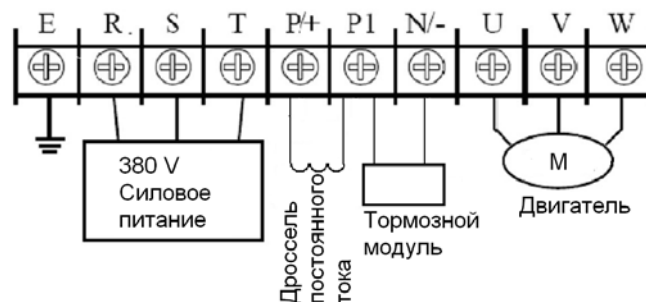 E R S T P/+ P1 N/- U V W
380 V
Силовое
питание
Дроссель
постоянного
тока
Тормозной
модуль
M
Двигатель